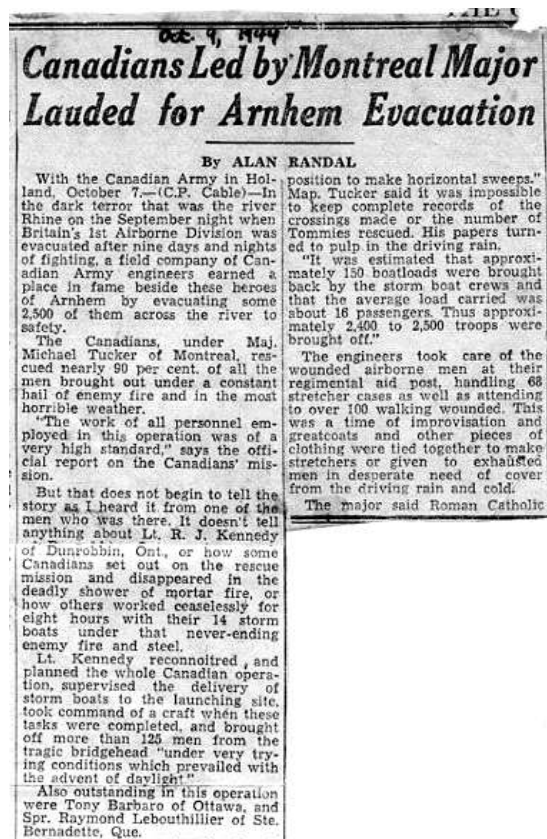 Oct. 9, 1944
Canadians Led by Montreal Major
Lauded for Arnhem Evacuation
By ALAN RANDAL
With the Canadian Army in Hol-
land, October 7.—(C.P. Cable)—In
the dark terror that was the river
Rhine on the September night when
Britain's 1st Airborne Division was
evacuated after nine days and nights
of fighting, a field company of Can-
adian Army engineers earned a
place in fame beside these heroes
of Arnhem by evacuating some
2,500 of them across the river to
safety.
The Canadians, under Maj.
Michael Tucker of Montreal, res-
cued nearly 90 per cent. of all the
men brought out under a constant
hail of enemy fire and in the most
horrible weather.
"The work of all personnel em-
ployed in this operation was of a
very high standard," says the offi-
cial report on the Canadians' mis-
sion.
But that does not begin to tell the
story as I heard it from one of the
men who was there. It doesn't tell
anything about Lt. R. J. Kennedy
of Dunrobbin, Ont., or how some
Canadians set out on the rescue
mission and disappeared in the
deadly shower of mortar fire, or
how others worked ceaselessly for
eight hours with their 14 storm
boats under that never-ending
enemy fire and steel.
Lt. Kennedy reconnoitred, and
planned the whole Canadian opera-
tion, supervised the delivery of
storm boats to the launching site,
took command of a craft when these
tasks were completed, and brought
off more than 125 men from the
tragic bridgehead "under very try-
ing conditions which prevailed with
the advent of daylight"
Also outstanding in this operation
were Tony Barbaro of Ottawa, and
Spr. Raymond Lebouthillier of Ste.
Bernadette, Que.
position to make horizontal sweeps."
Map. Tucker said it was impossible
to keep complete records of the
crossings made or the number of
Tommies rescued. His papers turn-
ed to pulp in the driving rain.
"It was estimated that approxi-
mately 150 boatloads were brought
back by the storm boat crews and
that the average load carried was
about 16 passengers. Thus approxi-
mately 2,400 to 2,500 troops were
brought off."
The engineers took care of the
wounded airborne men at their
regimental aid post, handling 68
stretcher cases as well as attending
to over 100 walking wounded. This
was a time of improvisation and
greatcoats and other pieces of
clothing were tied together to make
stretchers or given to exhausted
men in desperate need of cover
from the driving rain and cold.
The major said Roman Catholic